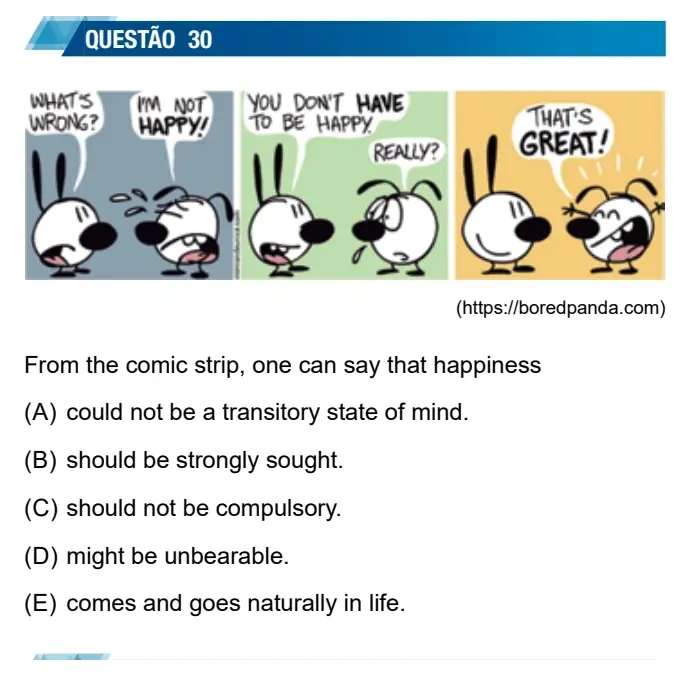 QUESTÃO 30
WHAT'S
WRONG?
I'M NOT
HAPPY!
YOU DON'T HAVE
TO BE HAPPY.
REALLY?
THAT'S
GREAT!
(https://boredpanda.com)
From the comic strip, one can say that happiness
(A) could not be a transitory state of mind.
(B) should be strongly sought.
(C) should not be compulsory.
(D) might be unbearable.
(E) comes and goes naturally in life.